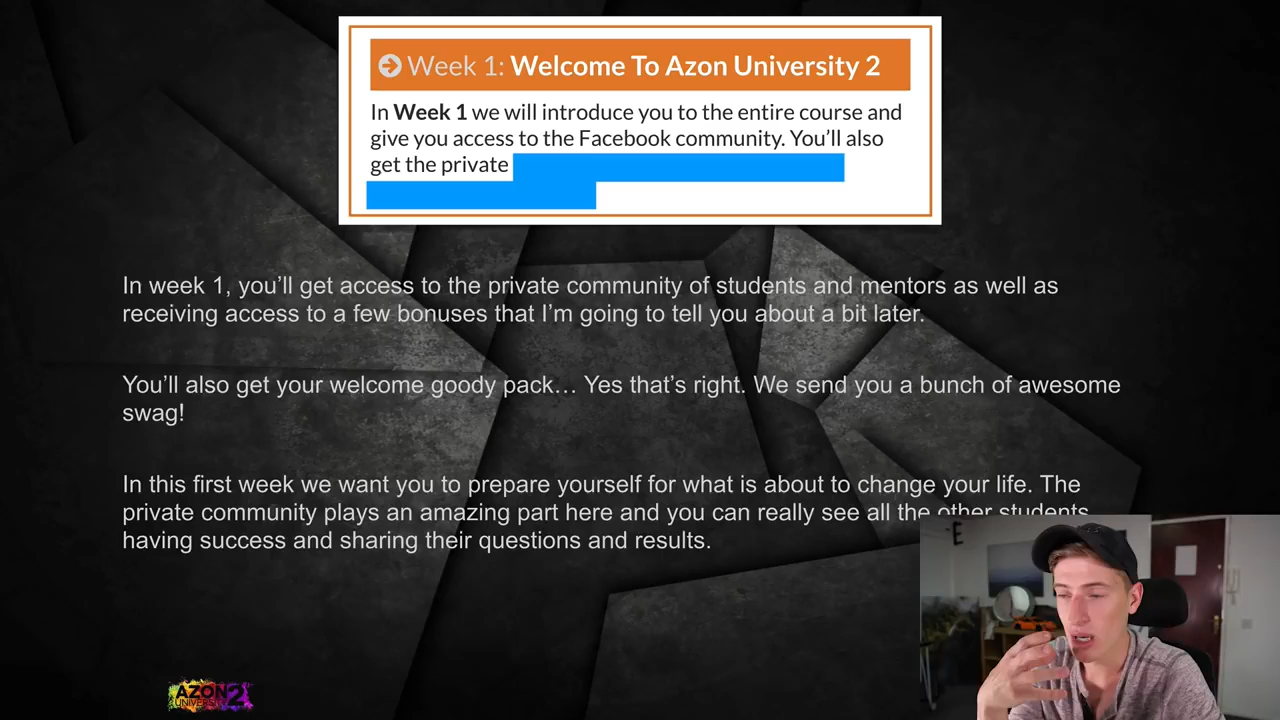 Week 1: Welcome To Azon University 2
In Week 1 we will introduce you to the entire course and
give you access to the Facebook community. You'll also
get the private
In week 1, you'll get access to the private community of students and mentors as well as
receiving access to a few bonuses that I'm going to tell you about a bit later.
You'll also get your welcome goody pack… Yes that's right. We send you a bunch of awesome
swag!
In this first week we want you to prepare yourself for what is about to change your life. The
private community plays an amazing part here and you can really see all the other students
having success and sharing their questions and results.
E
AZON 2
UNIVERSITY